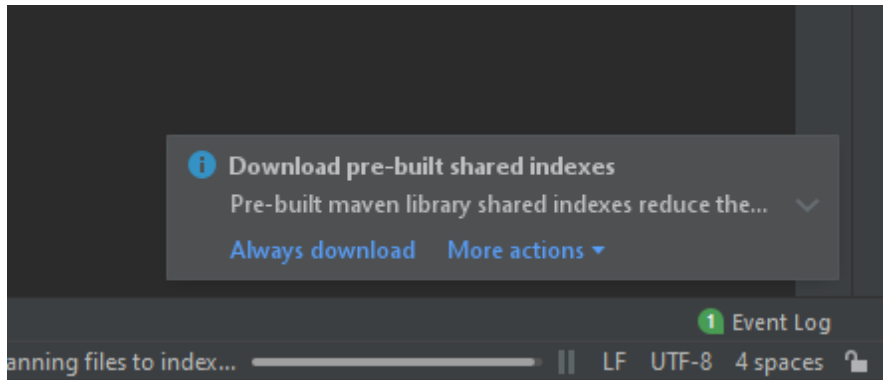 Download pre-built shared indexes
Pre-built maven library shared indexes reduce the...
Always download More actions
1 Event Log
anning files to index... LF UTF-8 4 spaces